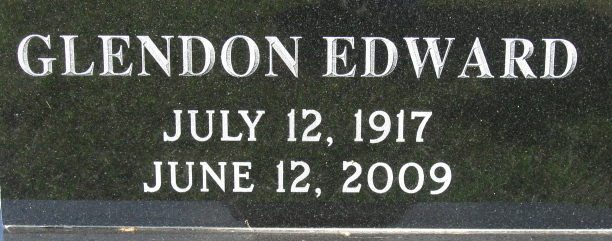 GLENDON EDWARD
JULY 12, 1917
JUNE 12, 2009